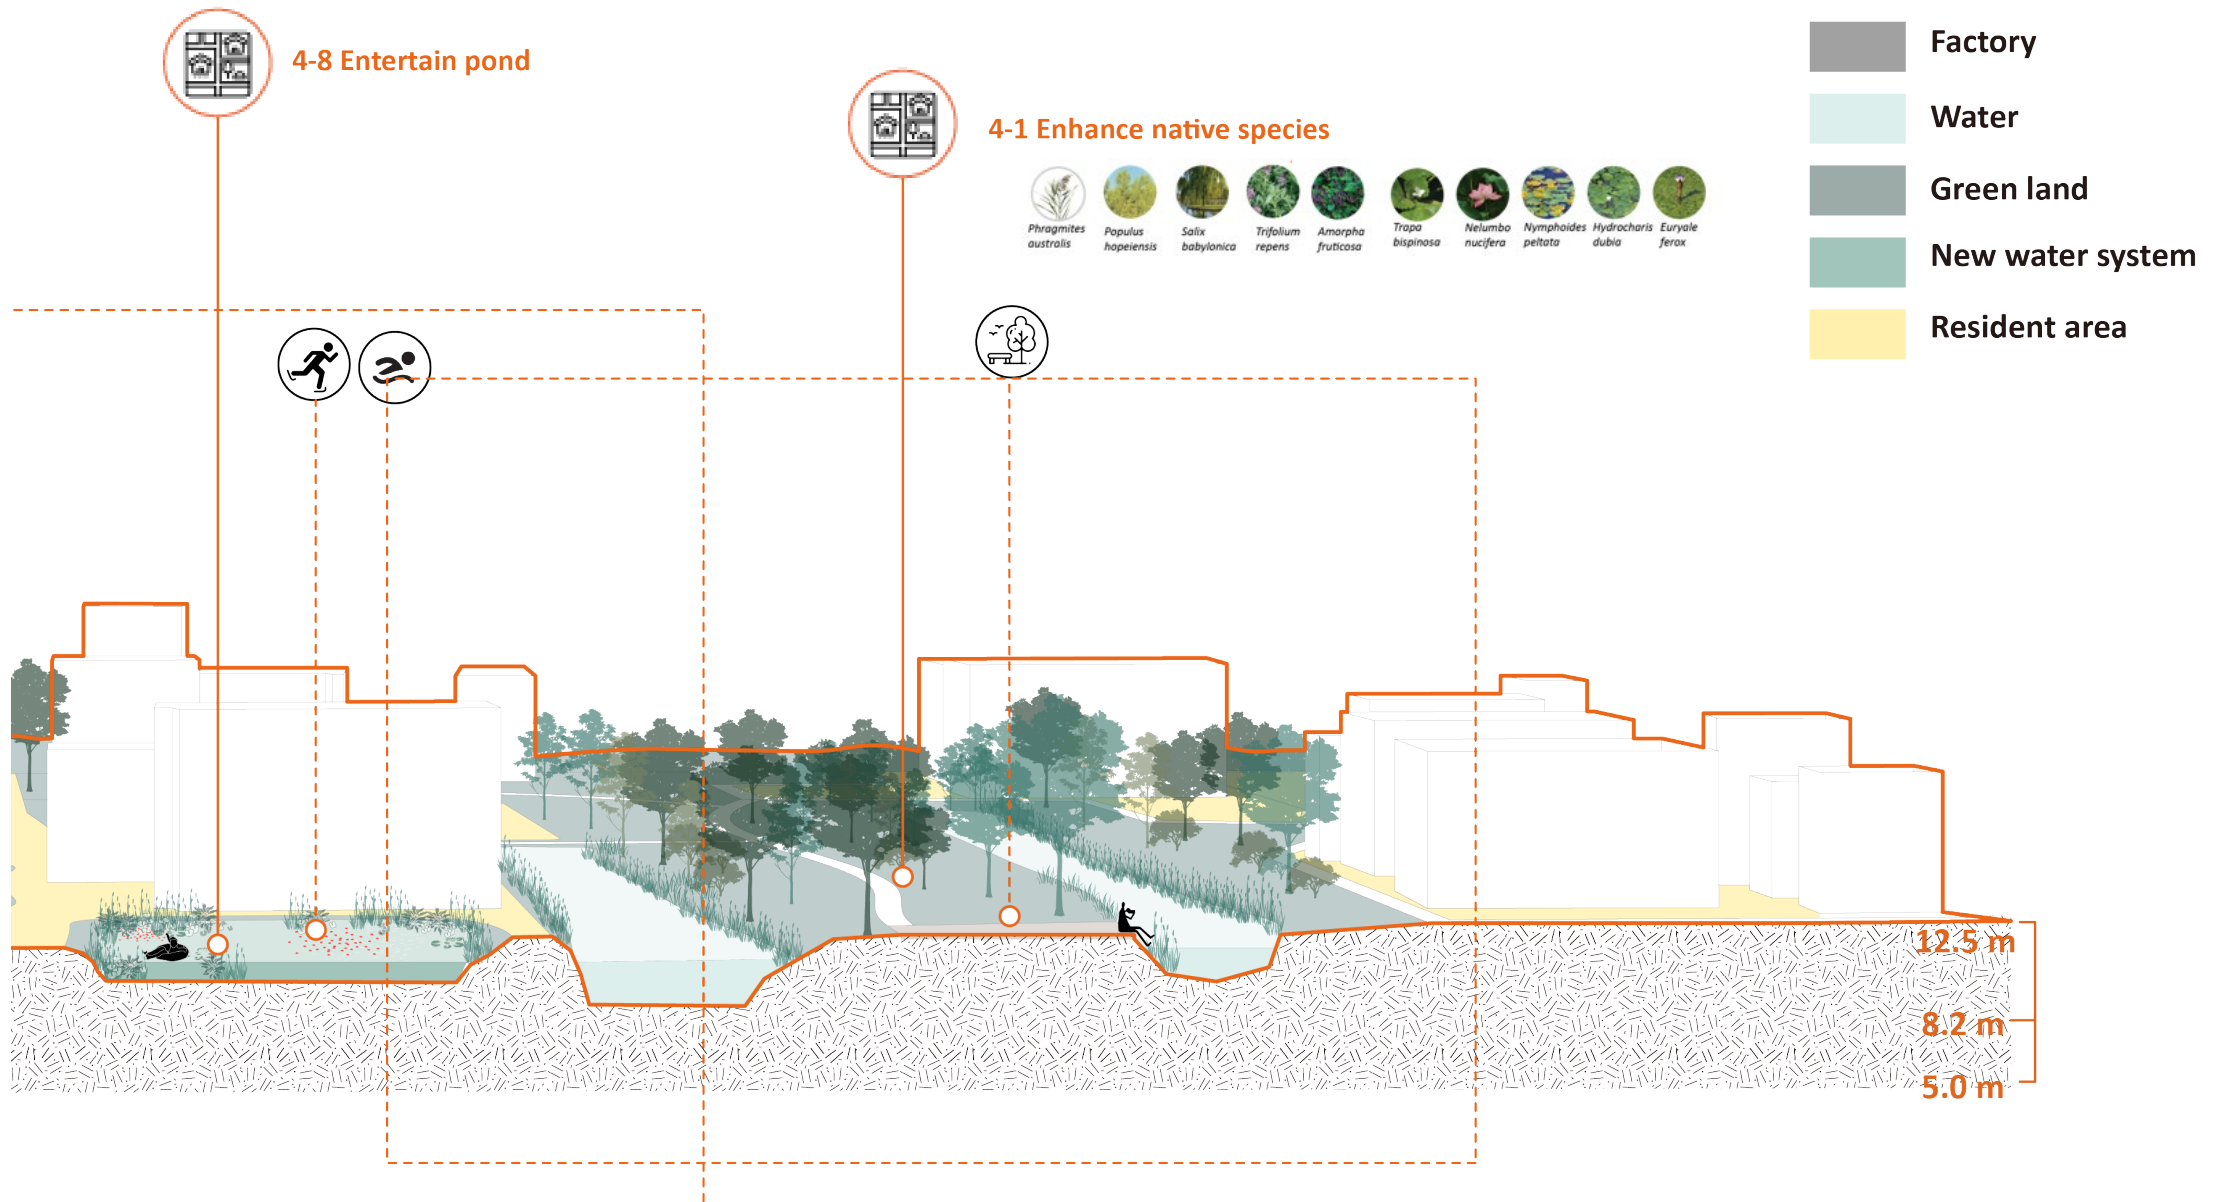 4-8 Entertain pond
4-1 Enhance native species
Phragmites
australis
Populus
hopeiensis
Salix
babylonica
Trifolium
repens
Amorpha
fruticosa
Trapa
bispinosa
Nelumbo
nucifera
Nymphoides
peltata
Hydrocharis
dubia
Euryale
ferox
Factory
Water
Green land
New water system
Resident area
12.5 m
8.2 m
5.0 m